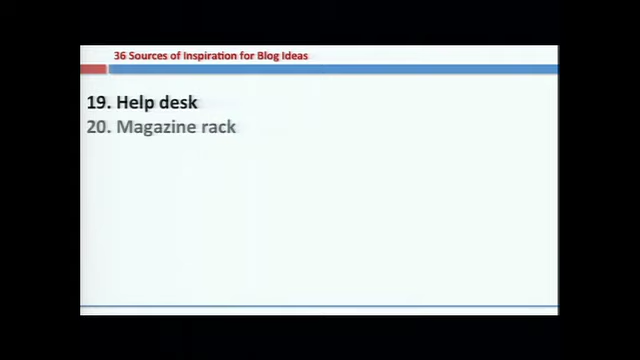 36 Sources of Inspiration for Blog Ideas
19. Help desk
20. Magazine rack